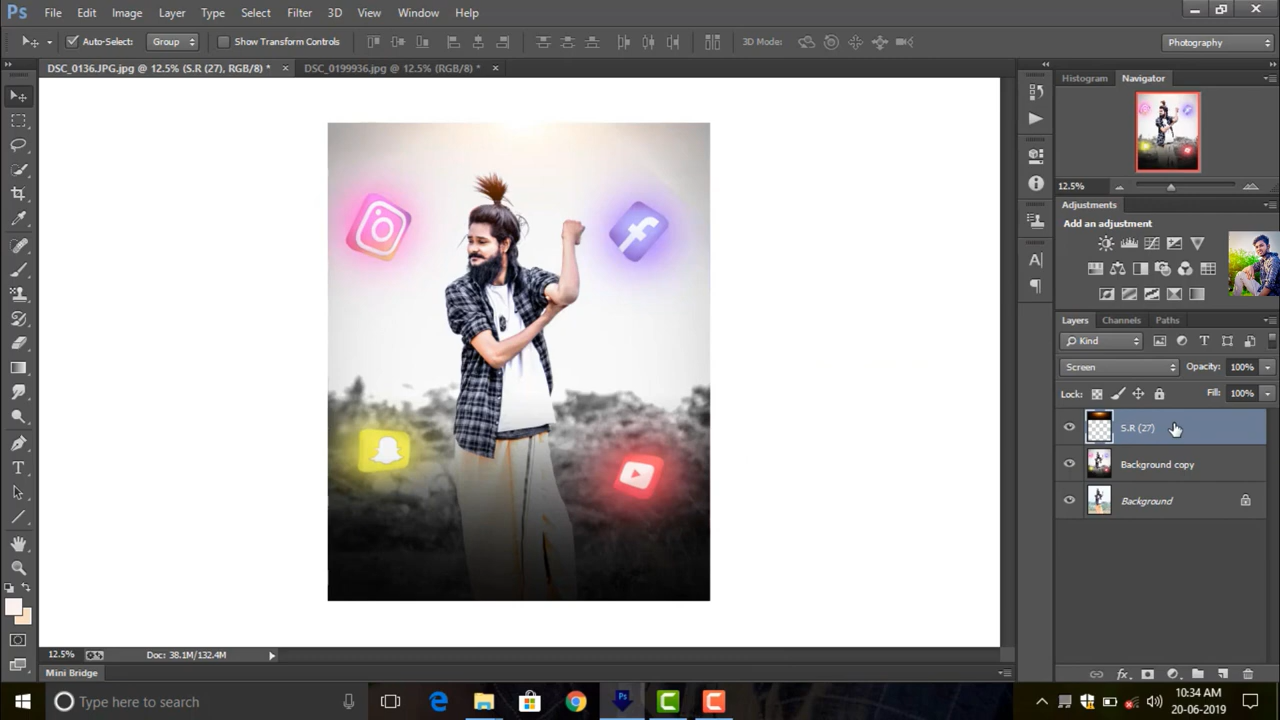 Ps File Edit Image Layer Type Select Filter 3D View Window Help
Auto-Select: Group Show Transform Controls 3D Mode: Photography
DSC_0136.JPG.jpg @ 12.5% (S.R (27), RGB/8) * × DSC_0199936.jpg @ 12.5% (RGB/8) * ×
Histogram Navigator
12.5%
Adjustments
Add an adjustment
Layers Channels Paths
Kind
Screen Opacity: 100%
Lock: Fill: 100%
S.R (27)
Background copy
Background
12.5% Doc: 38.1M/132.4M
Mini Bridge
Type here to search
10:34 AM
20-06-2019